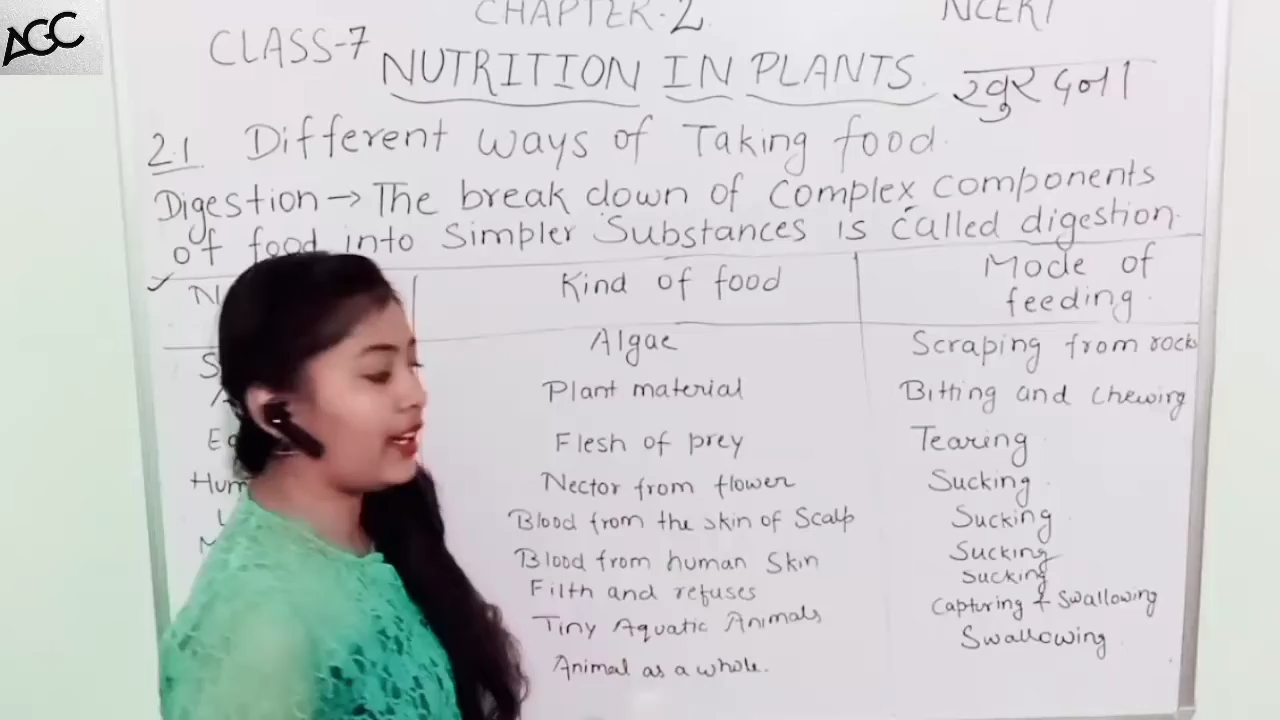 AGC
CHAPTER-2
NCERT
CLASS-7
NUTRITION IN PLANTS.
2.1 Different ways of Taking food.
Digestion → The break down of complex components
of food into simpler substances is called digestion.
Kind of food
Mode of
feeding.
Algae
Scraping from rocks
Plant material
Bitting and chewing
Flesh of prey
Tearing
Hum
Nector from flower
Sucking
Blood from the skin of Scalp
Sucking
Blood from human Skin
Sucking
Filth and refuses
sucking
Tiny Aquatic Animals
Capturing + Swallowing
Animal as a whole.
Swallowing